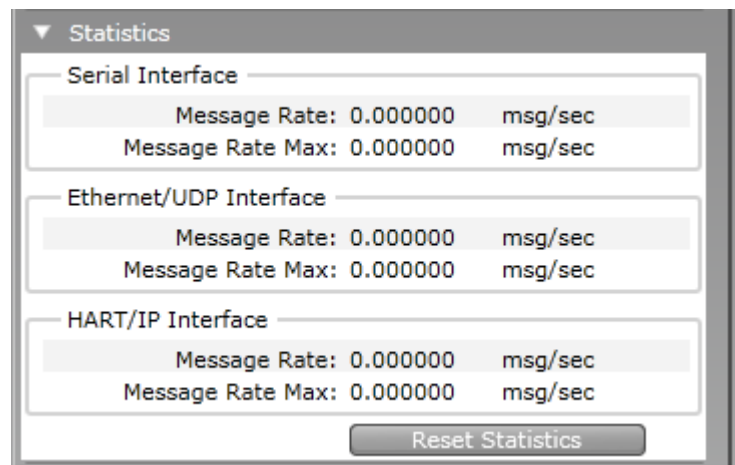 Statistics
Serial Interface
Message Rate: 0.000000 msg/sec
Message Rate Max: 0.000000 msg/sec
Ethernet/UDP Interface
Message Rate: 0.000000 msg/sec
Message Rate Max: 0.000000 msg/sec
HART/IP Interface
Message Rate: 0.000000 msg/sec
Message Rate Max: 0.000000 msg/sec
Reset Statistics